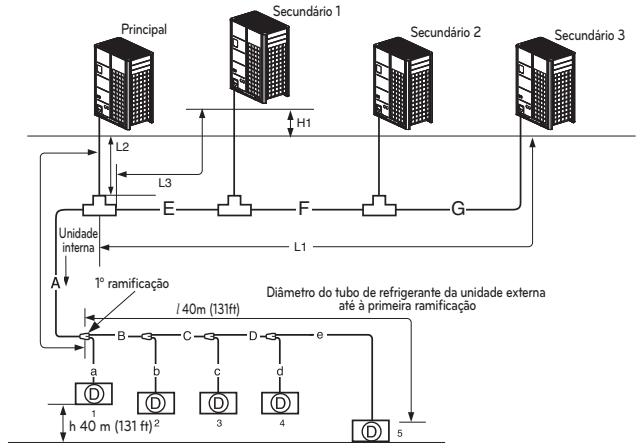 Secundário 1
Principal
Secundário 2
Secundário 3
H1
L2
L3
E
F
G
Unidade
interna
L1
A
1º ramificação
Diâmetro do tubo de refrigerante da unidade externa
até à primeira ramificação
l 40m (131ft)
B
C
D
e
a
b
c
d
D
D
D
D
1
2
3
4
h 40 m (131 ft)
D
5